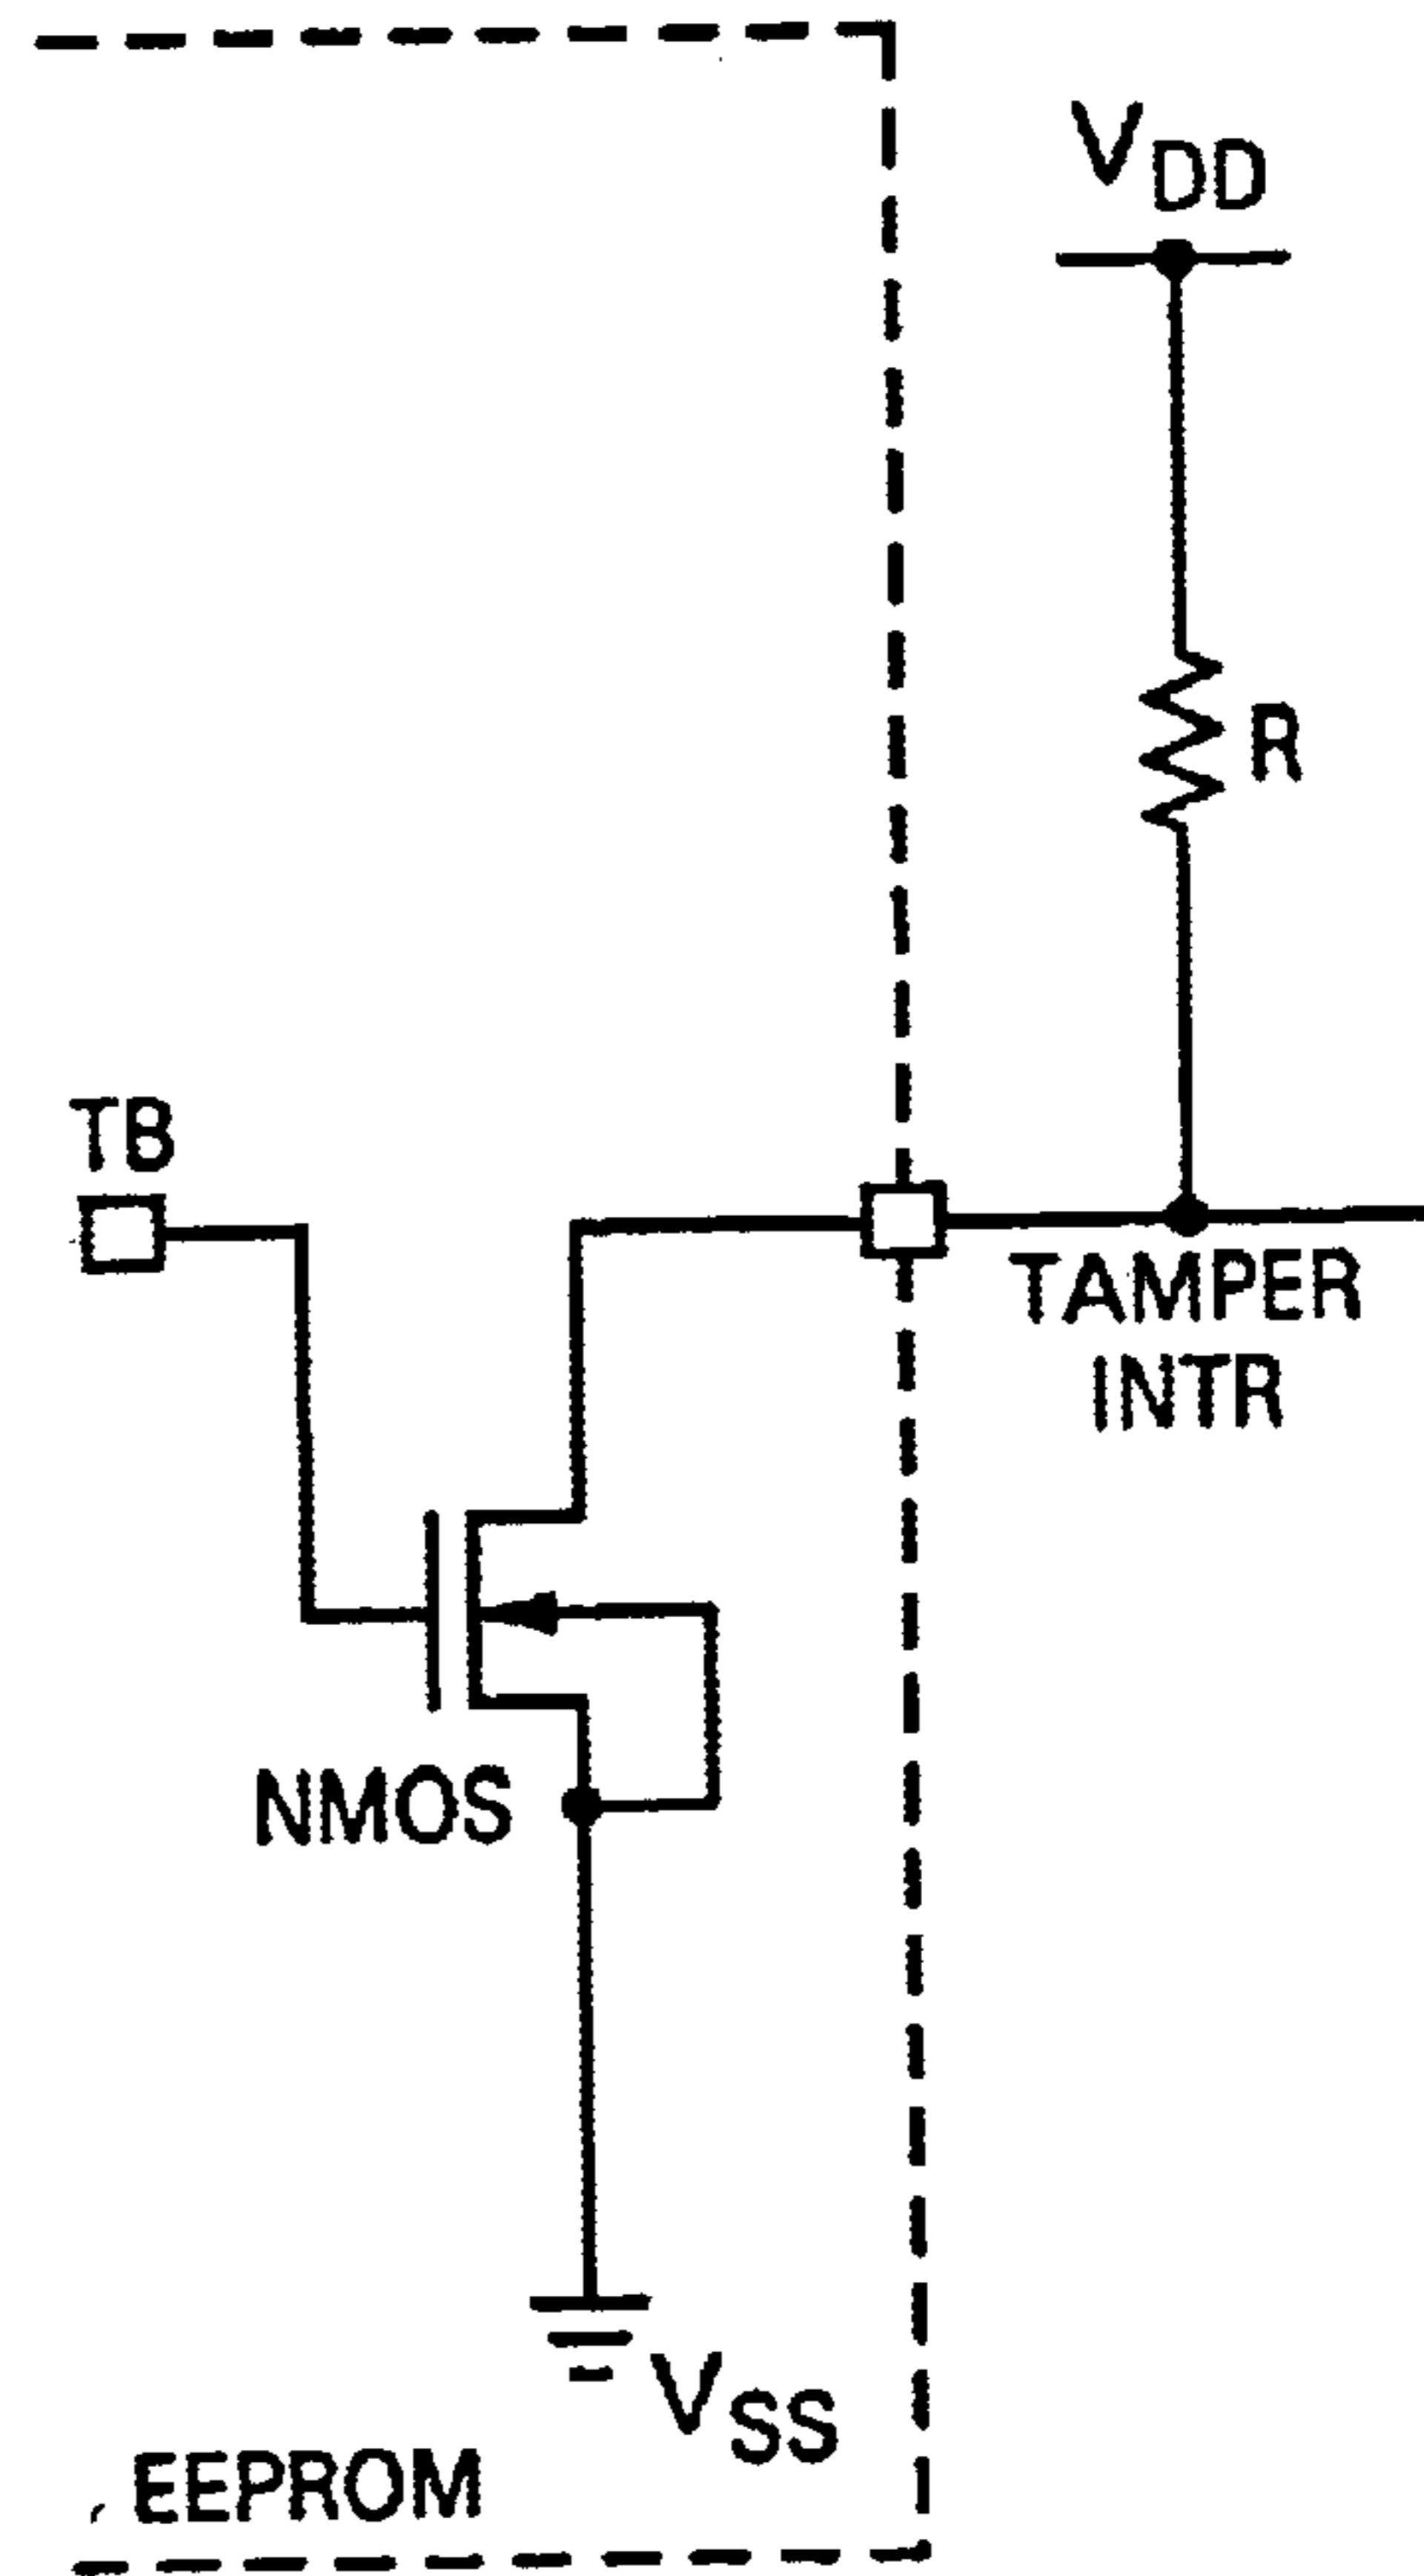 VDD
R
TB
TAMPER
INTR
NMOS
VSS
EEPROM